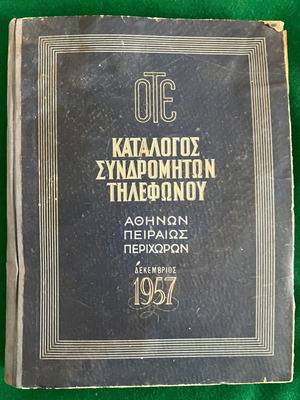 ΟΤΕ
ΚΑΤΑΛΟΓΟΣ
ΣΥΝΔΡΟΜΗΤΩΝ
ΤΗΛΕΦΩΝΟΥ
ΑΘΗΝΩΝ
ΠΕΙΡΑΙΩΣ
ΠΕΡΙΧΩΡΩΝ
ΔΕΚΕΜΒΡΙΟΣ
1957